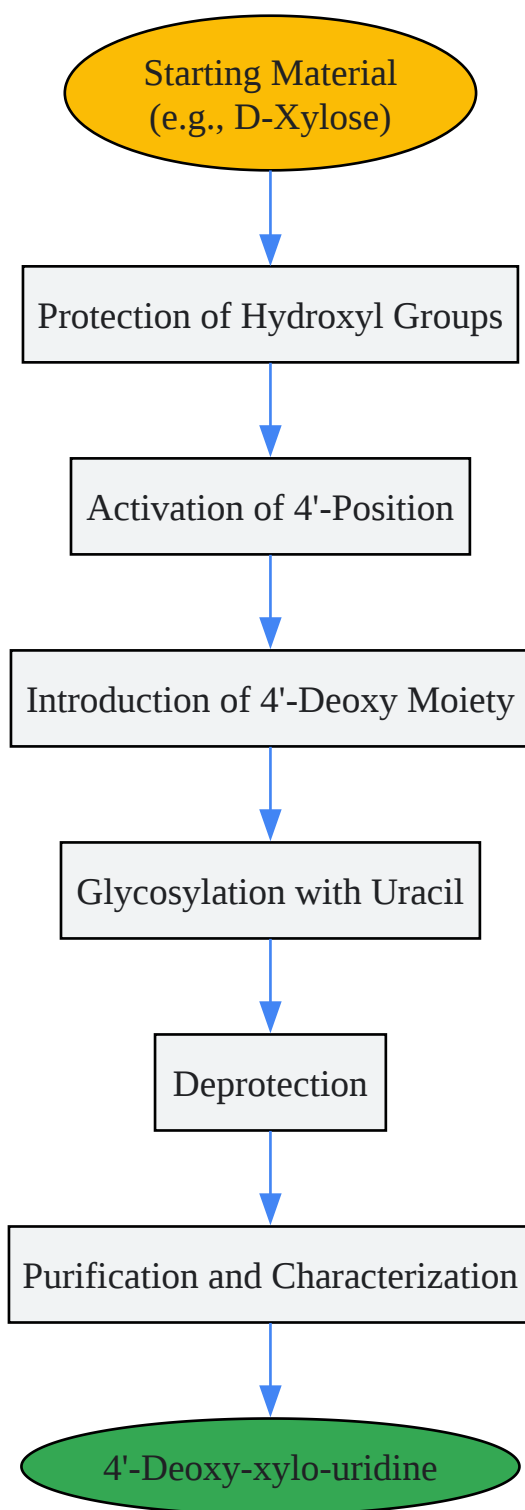 Starting Material
(e.g., D-Xylose)
Protection of Hydroxyl Groups
Activation of 4'-Position
Introduction of 4'-Deoxy Moiety
Glycosylation with Uracil
Deprotection
Purification and Characterization
4'-Deoxy-xylo-uridine